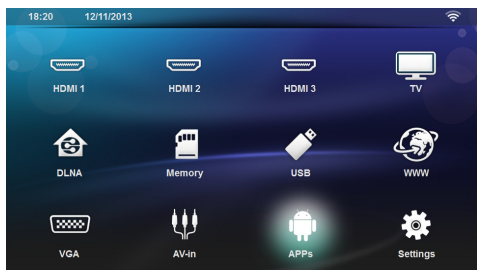 18:20 12/11/2013
HDMI 1 HDMI 2 HDMI 3 TV
DLNA Memory USB WWW
VGA AV-in APPs Settings